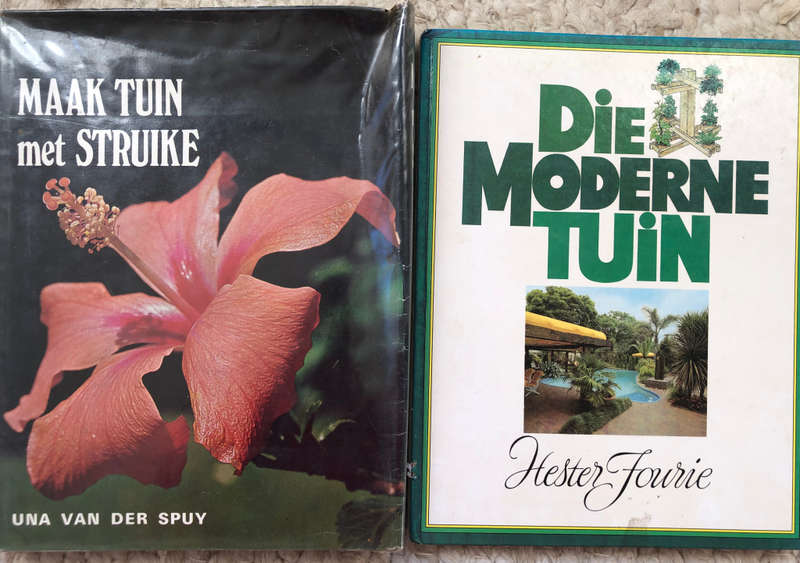 MAAK TUIN
met STRUIKE
UNA VAN DER SPUY
DiE
MODERNE
TUiN
Hester Fourie